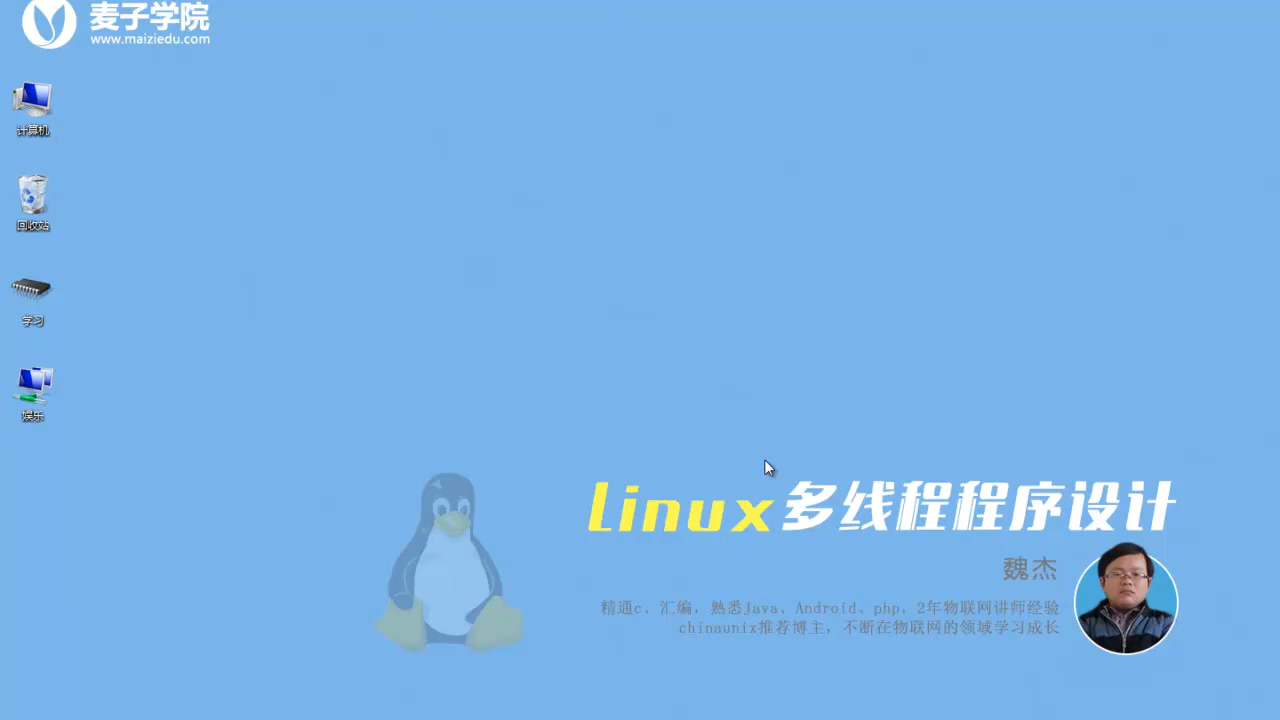 麦子学院
www.maiziedu.com
计算机
回收站
学习
娱乐
Linux多线程程序设计
魏杰
精通c、汇编，熟悉Java、Android、php，2年物联网讲师经验
chinaunix推荐博主，不断在物联网的领域学习成长